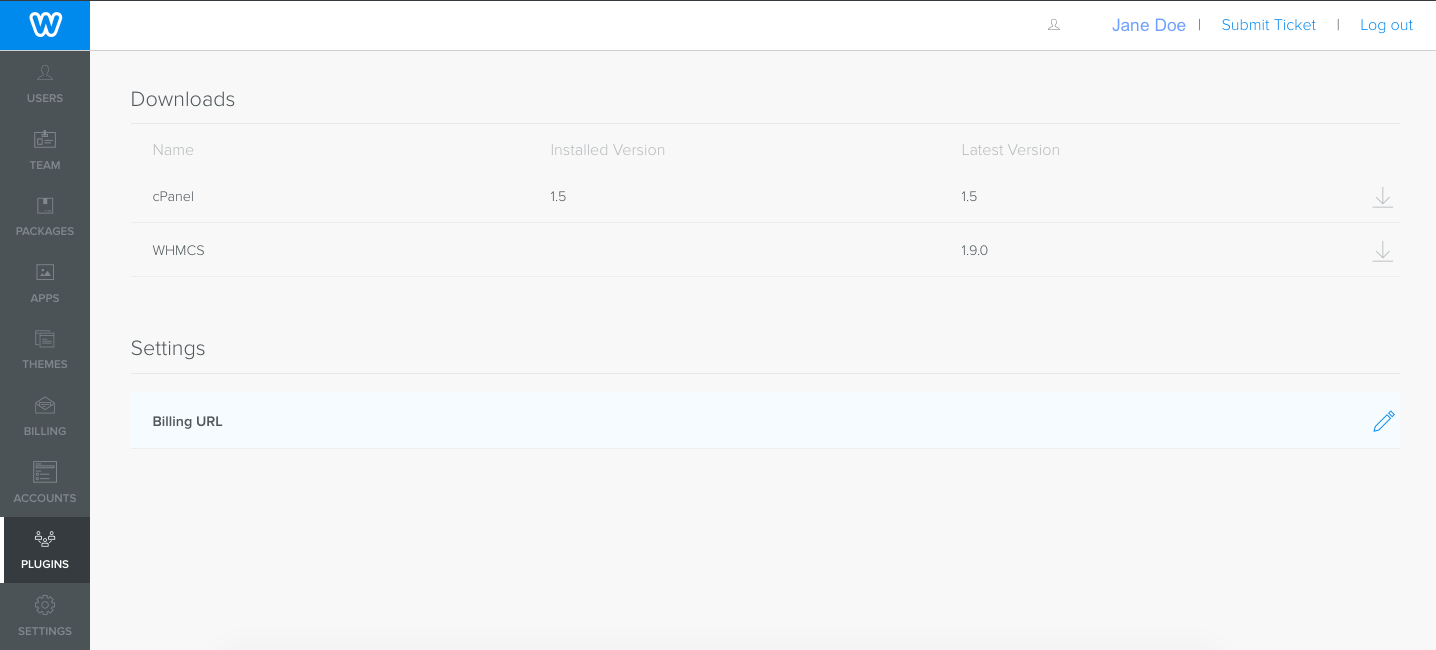 W
Jane Doe | Submit Ticket | Log out
USERS
TEAM
PACKAGES
APPS
THEMES
BILLING
ACCOUNTS
PLUGINS
SETTINGS
Downloads
Name Installed Version Latest Version
cPanel 1.5 1.5
WHMCS 1.9.0
Settings
Billing URL